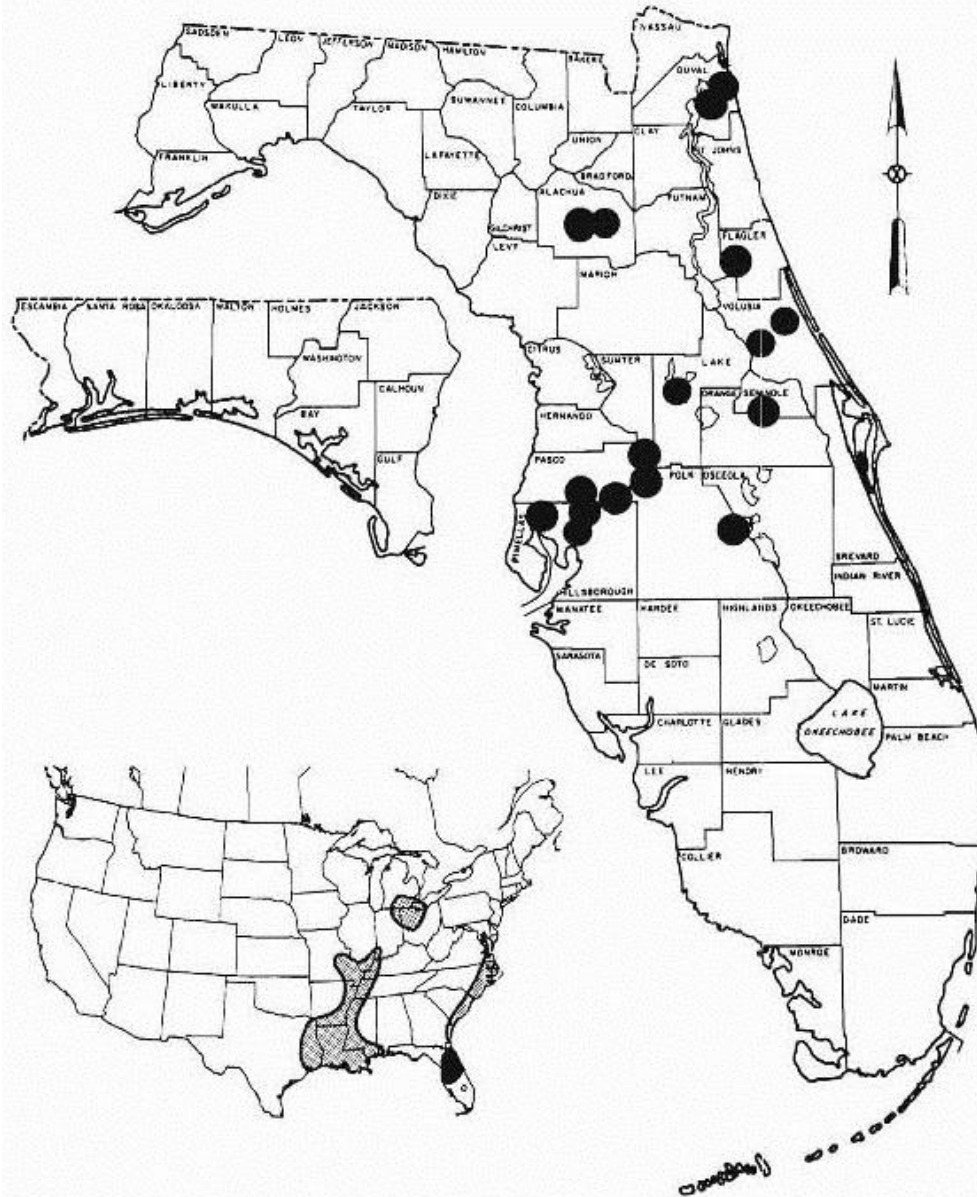 NASSAU
GADSDEN
LEON
JEFFERSON
MADISON
HAMILTON
BAKER
DUVAL
LIBERTY
WAKULLA
TAYLOR
SUWANNEE
COLUMBIA
UNION
CLAY
ST JOHNS
FRANKLIN
LAFAYETTE
BRADFORD
DIXIE
ALACHUA
PUTNAM
GILCHRIST
FLAGLER
LEVY
MARION
VOLUSIA
ESCAMBIA
SANTA ROSA
OKALOOSA
WALTON
HOLMES
JACKSON
WASHINGTON
CITRUS
SUMTER
LAKE
CALHOUN
ORANGE
SEMINOLE
BAY
HERNANDO
GULF
PASCO
POLK
OSCEOLA
PINELLAS
BREVARD
INDIAN RIVER
HILLSBOROUGH
MANATEE
HARDEE
HIGHLANDS
OKEECHOBEE
ST. LUCIE
SARASOTA
DE SOTO
MARTIN
CHARLOTTE
GLADES
LAKE
OKEECHOBEE
PALM BEACH
LEE
HENDRY
COLLIER
BROWARD
DADE
MONROE